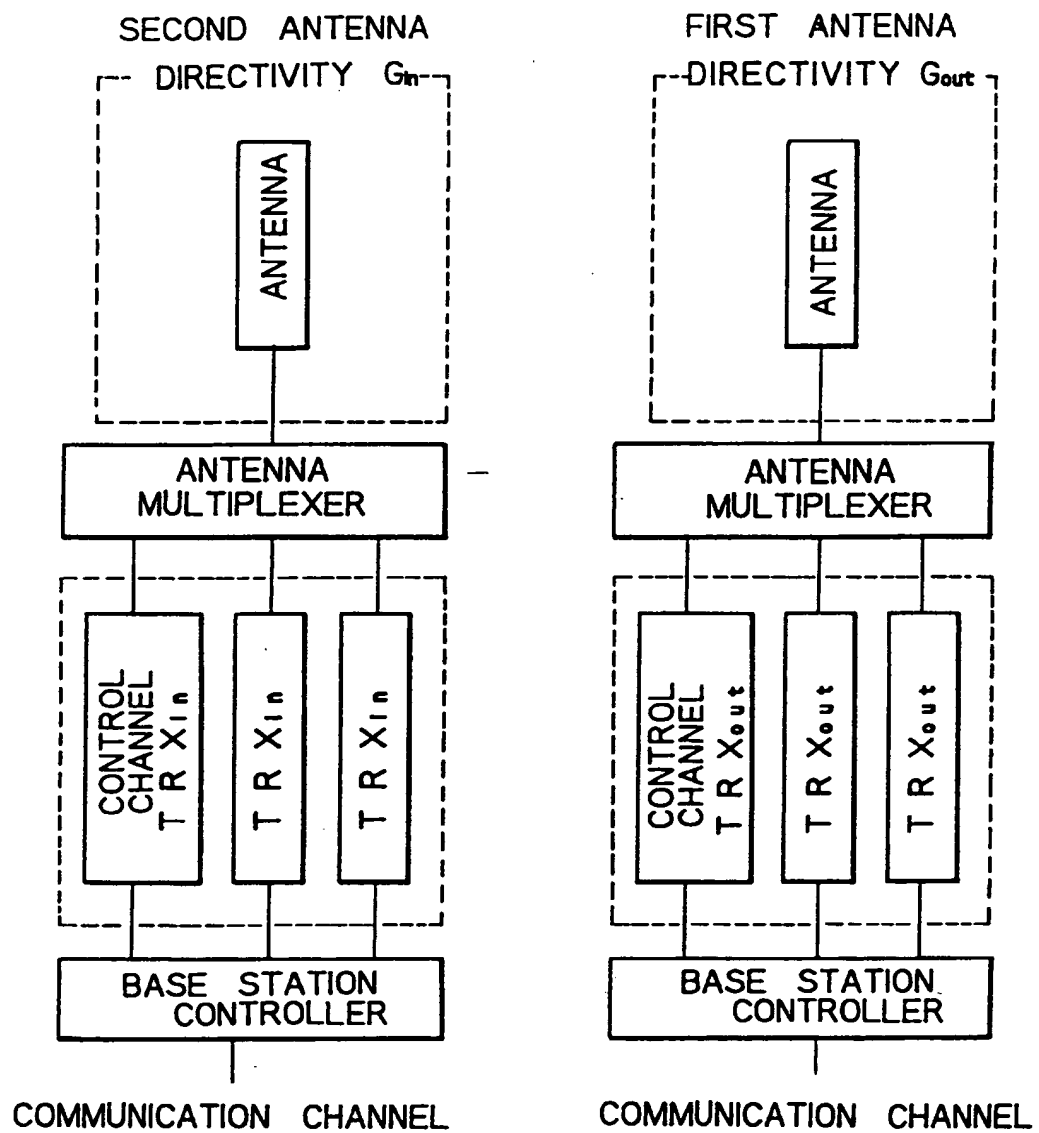 SECOND ANTENNA
DIRECTIVITY Gin
ANTENNA
ANTENNA
MULTIPLEXER
CONTROL
CHANNEL
TRXin
TRXin
TRXin
BASE STATION
CONTROLLER
COMMUNICATION CHANNEL
FIRST ANTENNA
DIRECTIVITY Gout
ANTENNA
ANTENNA
MULTIPLEXER
CONTROL
CHANNEL
TRXout
TRXout
TRXout
BASE STATION
CONTROLLER
COMMUNICATION CHANNEL